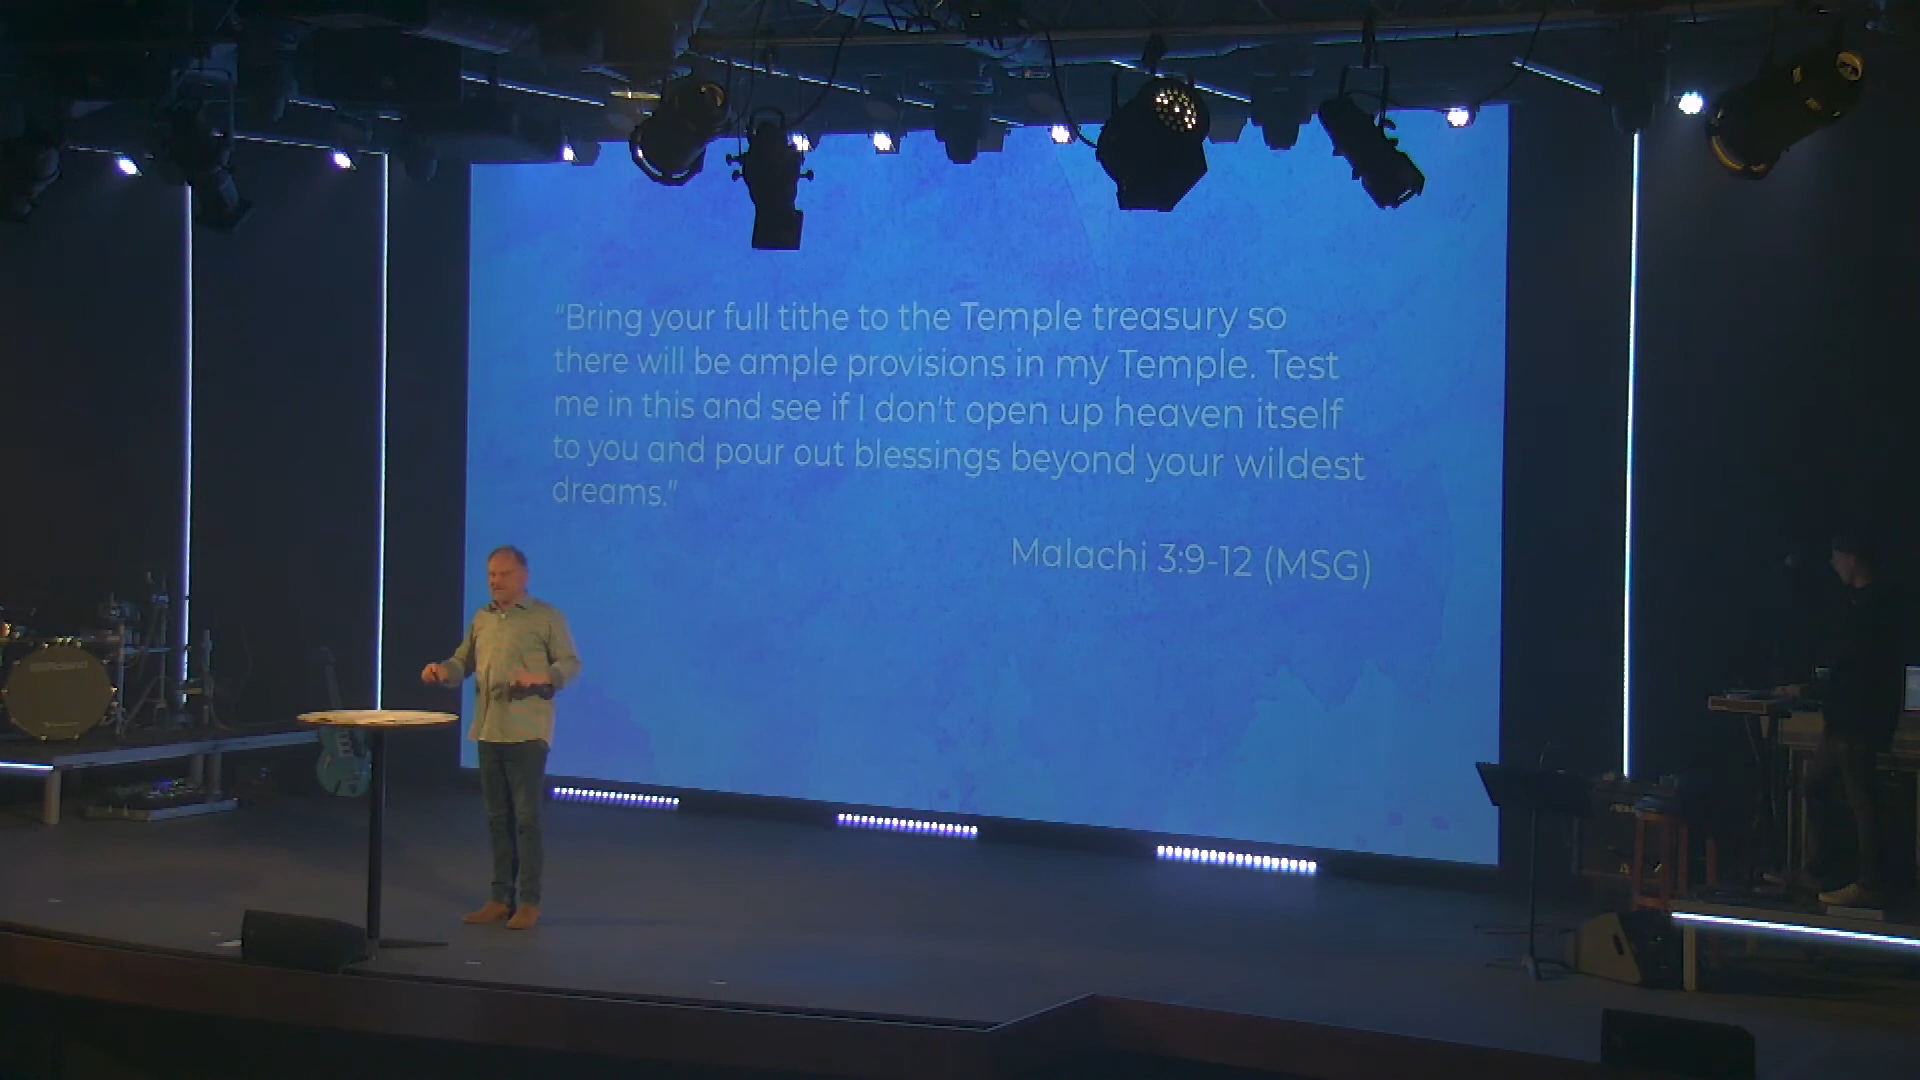 "Bring your full tithe to the Temple treasury so
there will be ample provisions in my Temple. Test
me in this and see if I don't open up heaven itself
to you and pour out blessings beyond your wildest
dreams."
Malachi 3:9-12 (MSG)
Roland